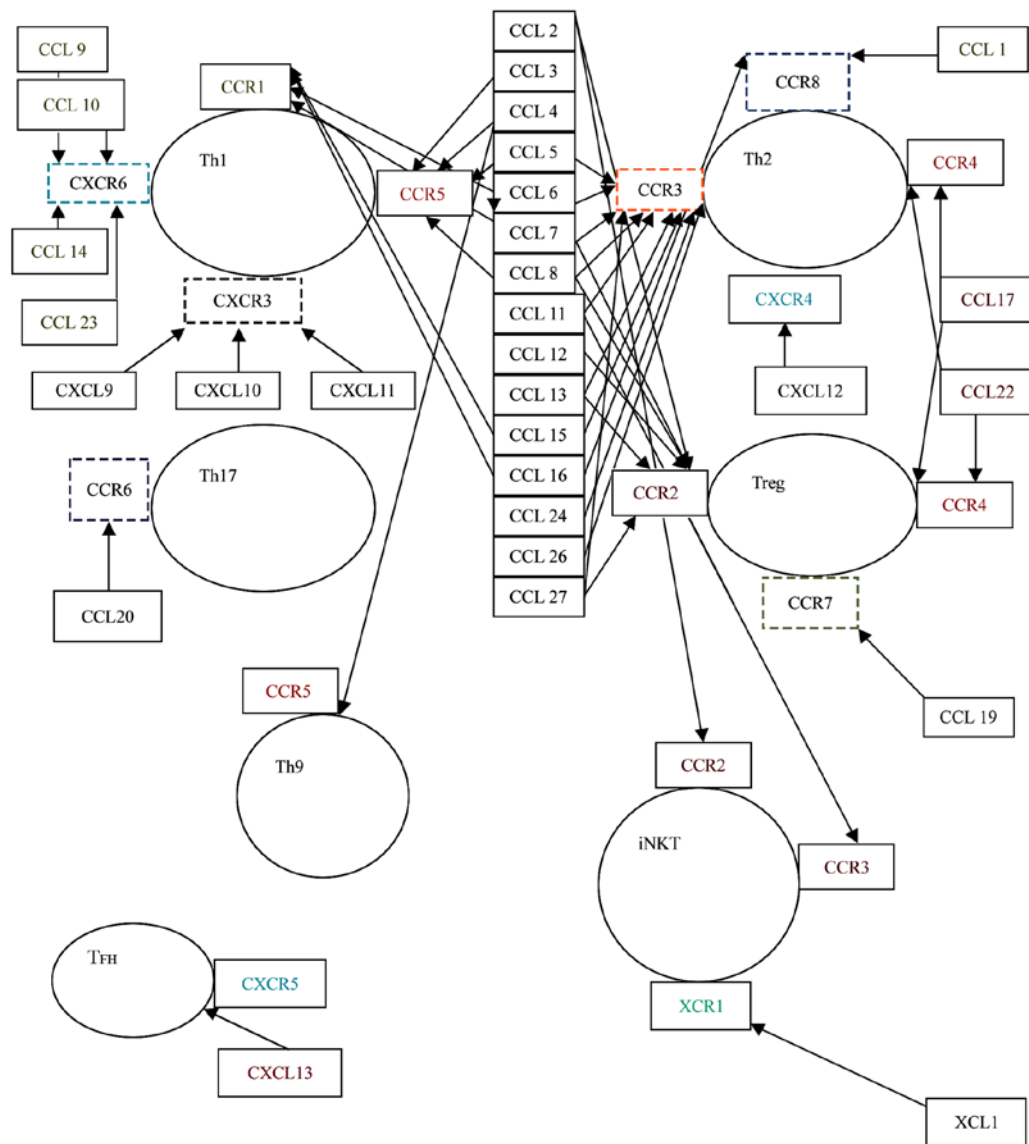 CCL 9
CCL 10
CXCR6
CCL 14
CCL 23
CCR1
Th1
CCR5
CXCR3
CXCL9
CXCL10
CXCL11
CCR6
Th17
CCL20
CCR5
Th9
TFH
CXCR5
CXCL13
CCL 2
CCL 3
CCL 4
CCL 5
CCL 6
CCL 7
CCL 8
CCL 11
CCL 12
CCL 13
CCL 15
CCL 16
CCL 24
CCL 26
CCL 27
CCR8
CCL 1
Th2
CCR3
CCR4
CXCR4
CXCL12
CCL17
CCL22
Treg
CCR2
CCR4
CCR7
CCL 19
CCR2
iNKT
CCR3
XCR1
XCL1